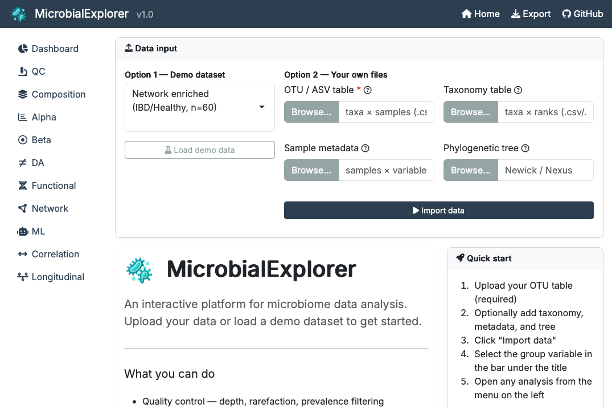 MicrobialExplorer v1.0
Home Export GitHub
Dashboard
QC
Composition
Alpha
Beta
DA
Functional
Network
ML
Correlation
Longitudinal
Data input
Option 1 — Demo dataset
Network enriched
(IBD/Healthy, n=60)
Load demo data
Option 2 — Your own files
OTU / ASV table *
Browse... taxa × samples (.cs
Taxonomy table
Browse... taxa × ranks (.csv/.
Sample metadata
Browse... samples × variable
Phylogenetic tree
Browse... Newick / Nexus
Import data
MicrobialExplorer
An interactive platform for microbiome data analysis.
Upload your data or load a demo dataset to get started.
What you can do
• Quality control — depth, rarefaction, prevalence filtering
Quick start
1. Upload your OTU table
(required)
2. Optionally add taxonomy,
metadata, and tree
3. Click "Import data"
4. Select the group variable in
the bar under the title
5. Open any analysis from the
menu on the left